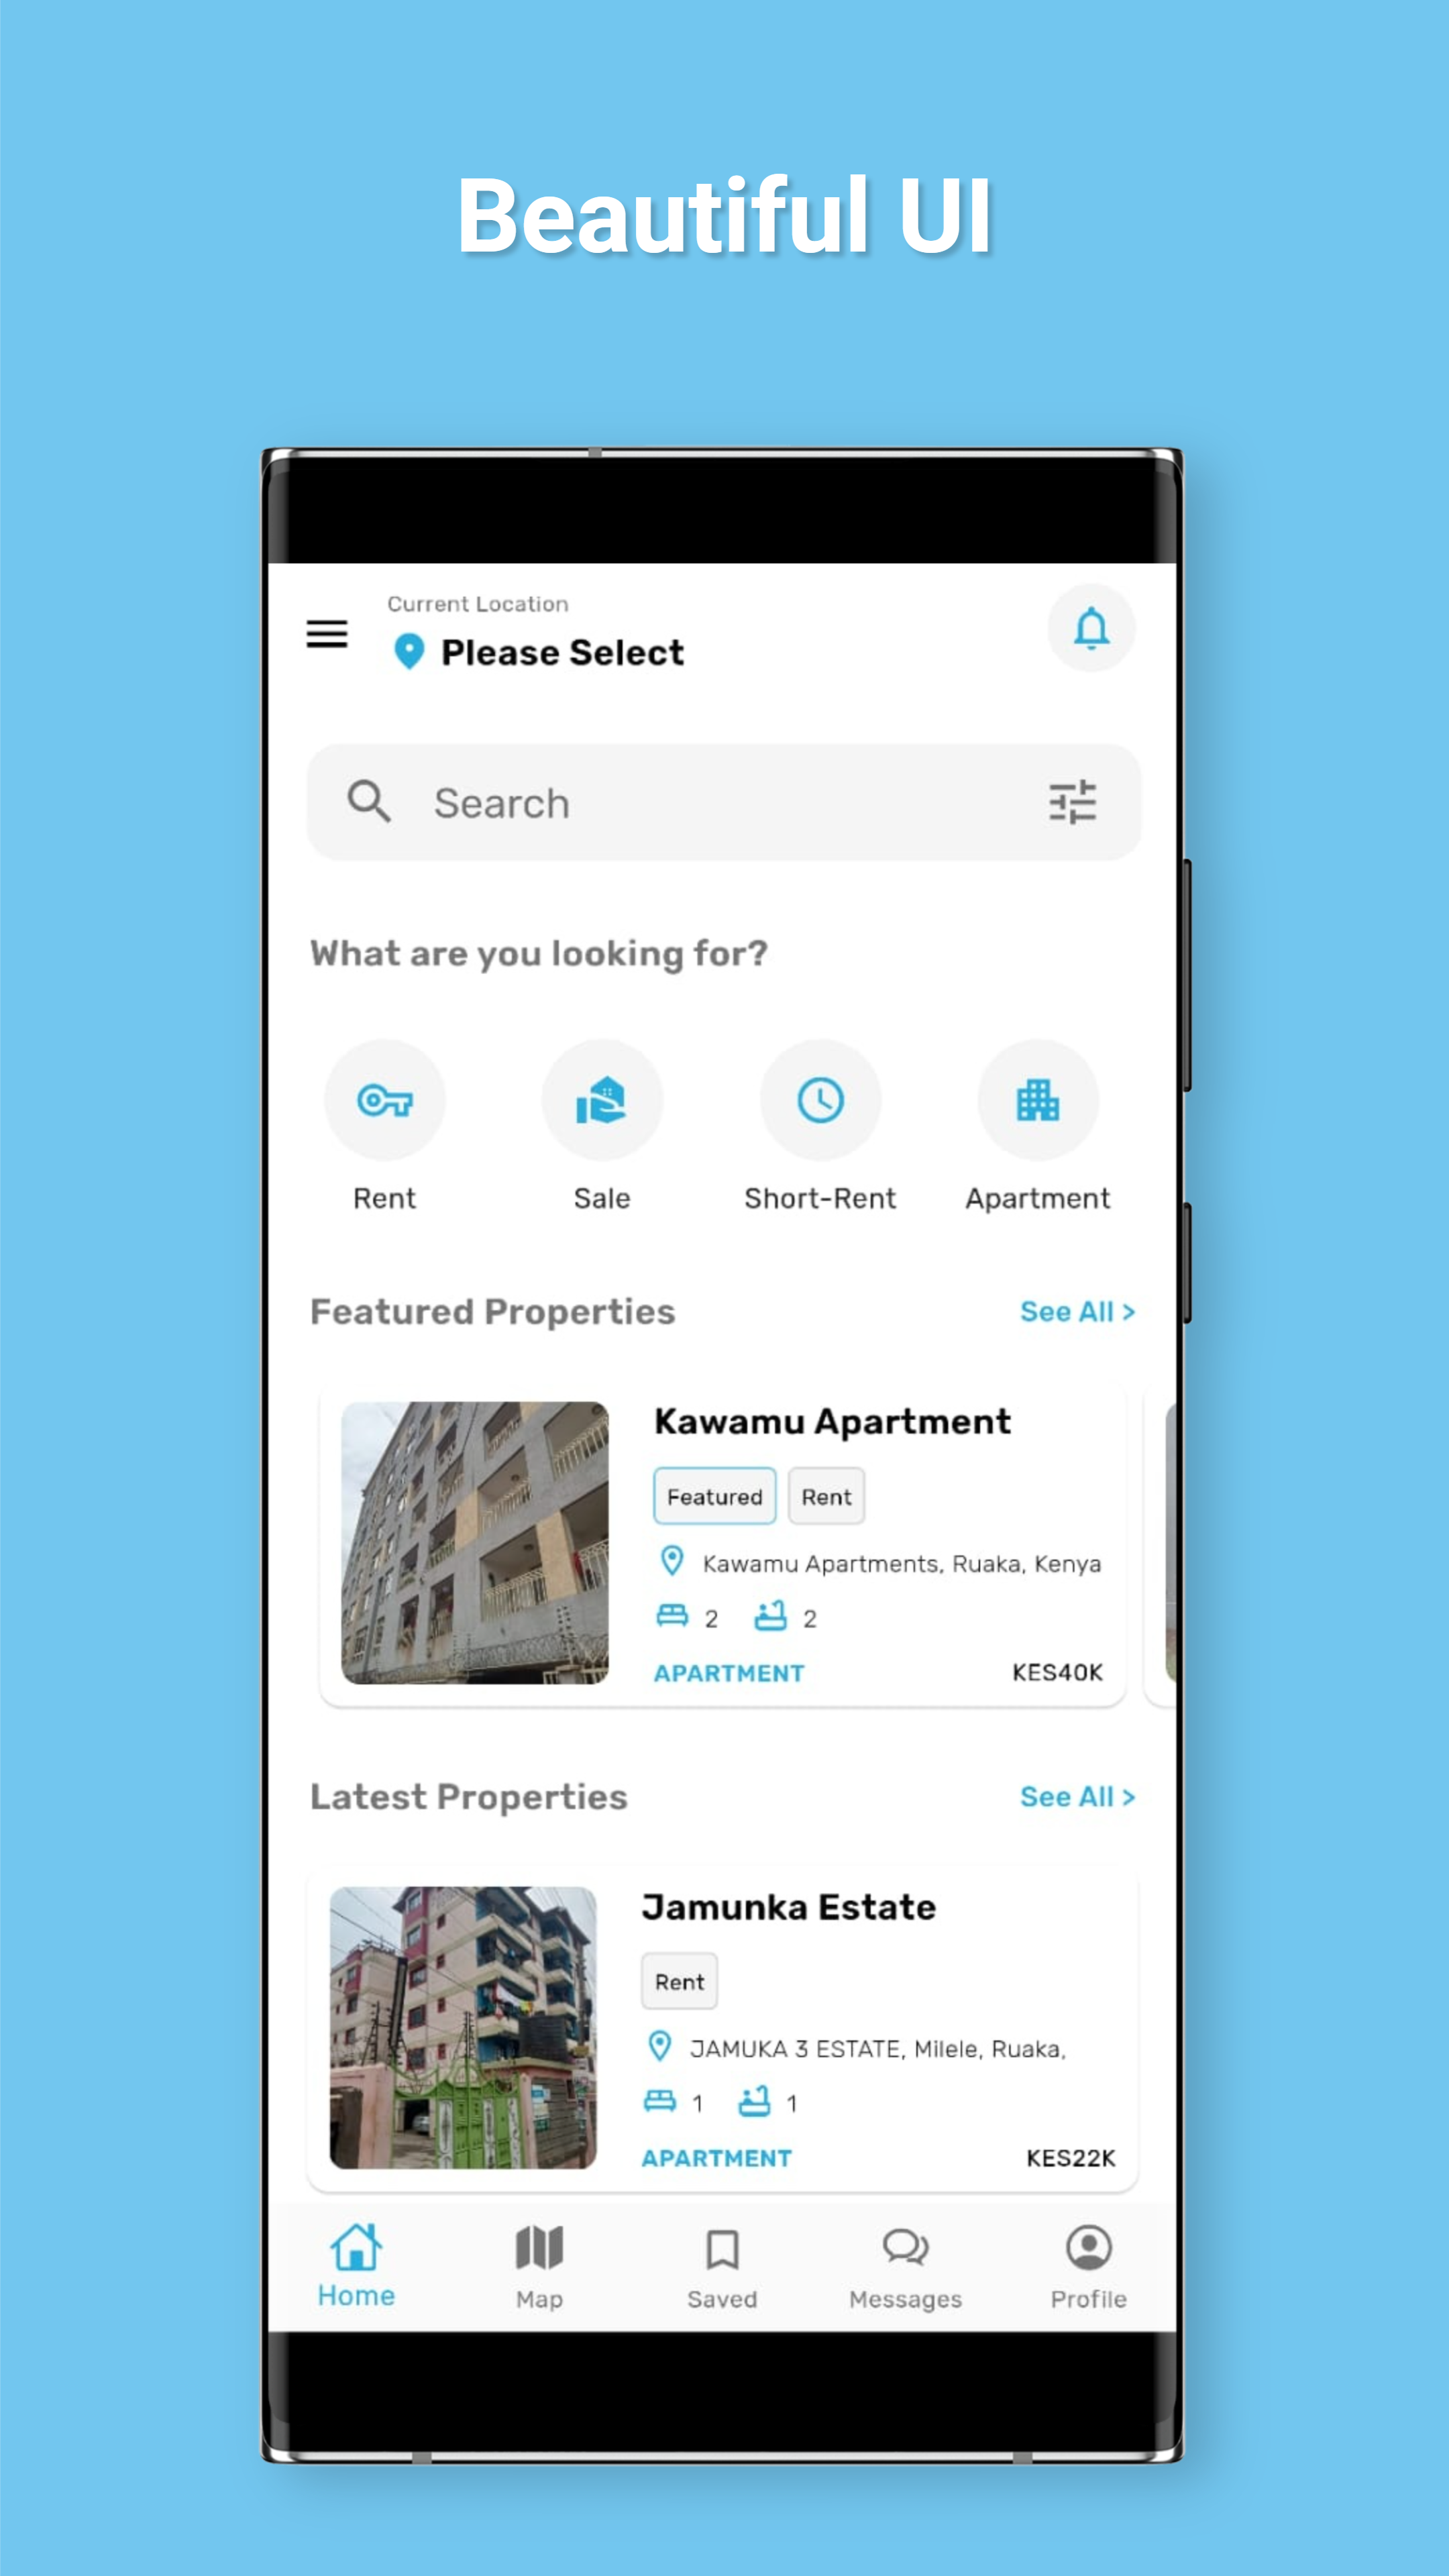 Beautiful UI
Current Location
Please Select
Search
What are you looking for?
Rent
Sale
Short-Rent
Apartment
Featured Properties
See All >
Kawamu Apartment
Featured
Rent
Kawamu Apartments, Ruaka, Kenya
2
2
APARTMENT
KES40K
Latest Properties
See All >
Jamunka Estate
Rent
JAMUKA 3 ESTATE, Milele, Ruaka,
1
1
APARTMENT
KES22K
Home
Map
Saved
Messages
Profile